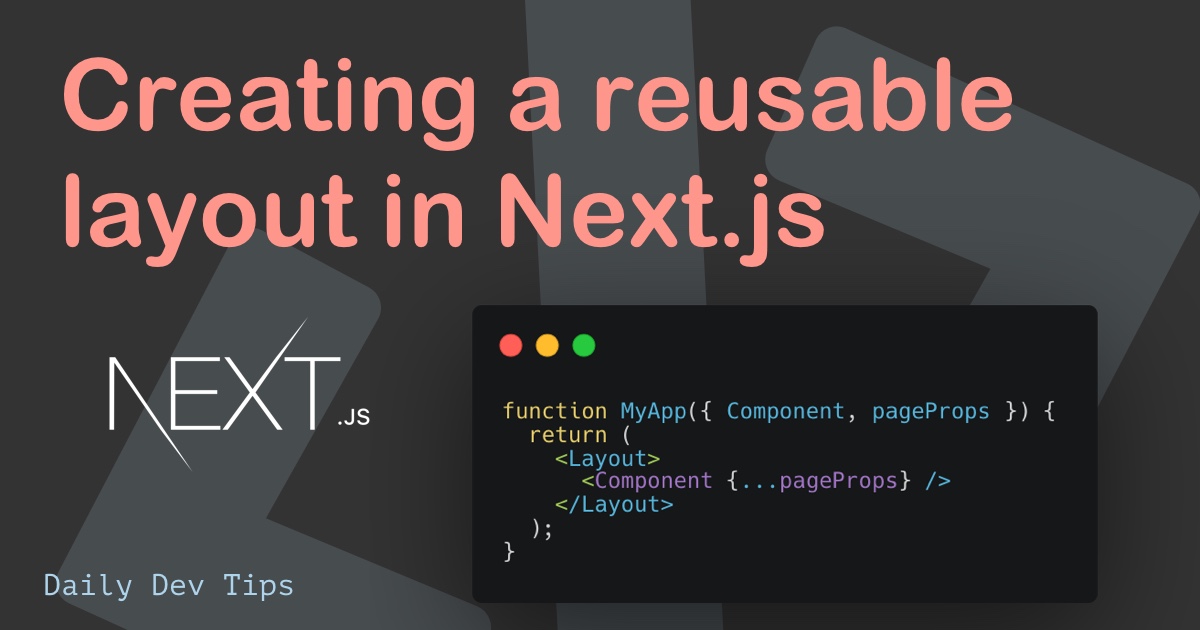 Creating a reusable
layout in Next.js
NEXT.JS
function MyApp({ Component, pageProps }) {
  return (
    <Layout>
      <Component {...pageProps} />
    </Layout>
  );
}
Daily Dev Tips